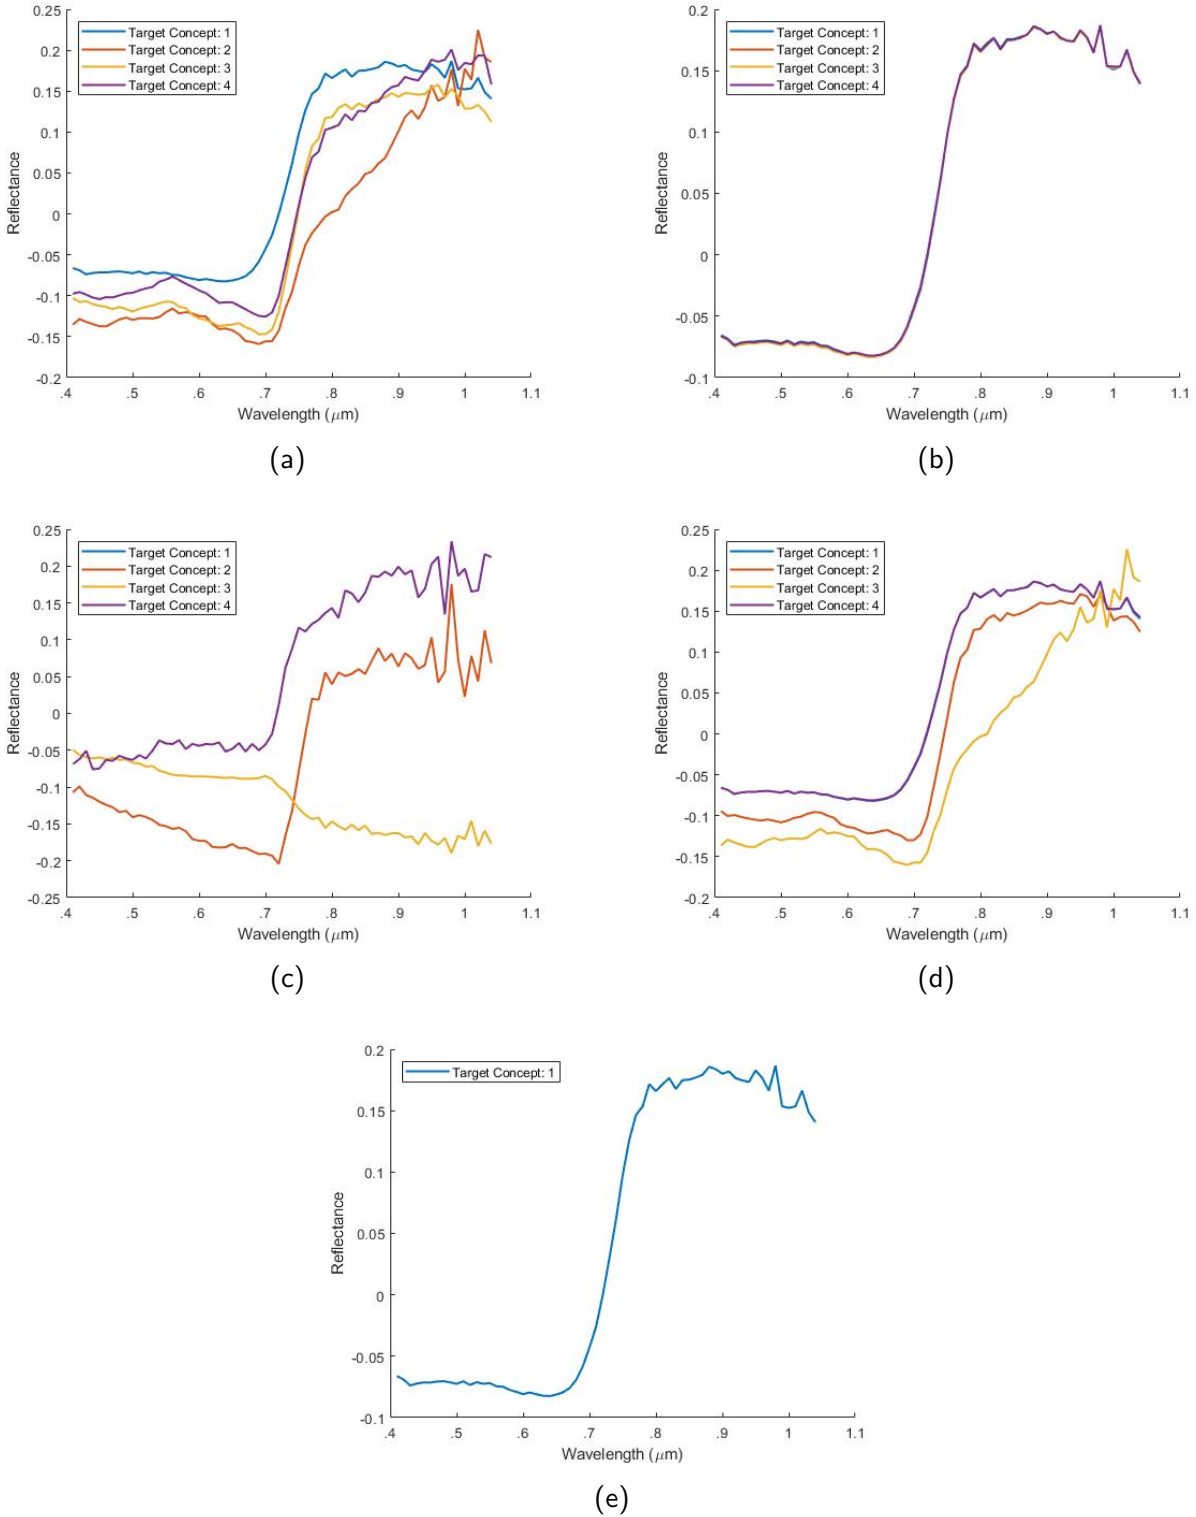 0.25
0.2
0.15
0.1
0.05
0
-0.05
-0.1
-0.15
-0.2
Reflectance
Target Concept: 1
Target Concept: 2
Target Concept: 3
Target Concept: 4
.4 .5 .6 .7 .8 .9 1 1.1
Wavelength (μm)
(a)
0.2
0.15
0.1
0.05
0
-0.05
-0.1
Reflectance
Target Concept: 1
Target Concept: 2
Target Concept: 3
Target Concept: 4
.4 .5 .6 .7 .8 .9 1 1.1
Wavelength (μm)
(b)
0.25
0.2
0.15
0.1
0.05
0
-0.05
-0.1
-0.15
-0.2
-0.25
Reflectance
Target Concept: 1
Target Concept: 2
Target Concept: 3
Target Concept: 4
.4 .5 .6 .7 .8 .9 1 1.1
Wavelength (μm)
(c)
0.25
0.2
0.15
0.1
0.05
0
-0.05
-0.1
-0.15
-0.2
Reflectance
Target Concept: 1
Target Concept: 2
Target Concept: 3
Target Concept: 4
.4 .5 .6 .7 .8 .9 1 1.1
Wavelength (μm)
(d)
0.2
0.15
0.1
0.05
0
-0.05
-0.1
Reflectance
Target Concept: 1
.4 .5 .6 .7 .8 .9 1 1.1
Wavelength (μm)
(e)